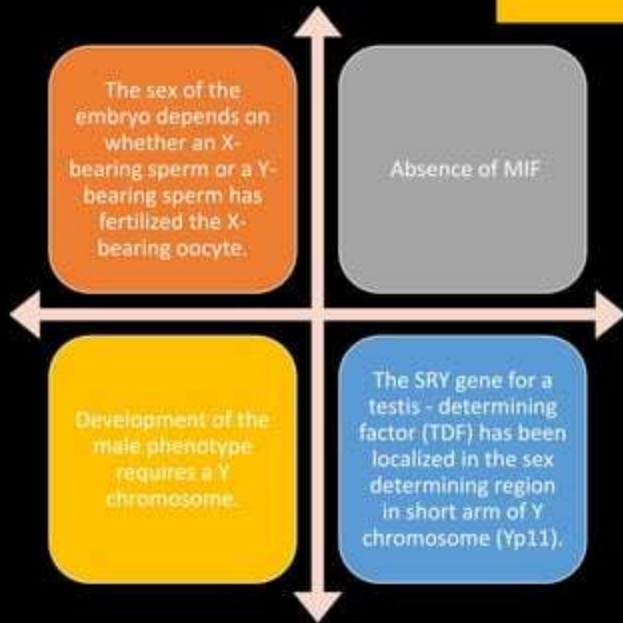 The sex of the
embryo depends on
whether an X-
bearing sperm or a Y-
bearing sperm has
fertilized the X-
bearing oocyte.
Absence of MIF
Development of the
male phenotype
requires a Y
chromosome.
The SRY gene for a
testis - determining
factor (TDF) has been
localized in the sex
determining region
in short arm of Y
chromosome (Yp11).